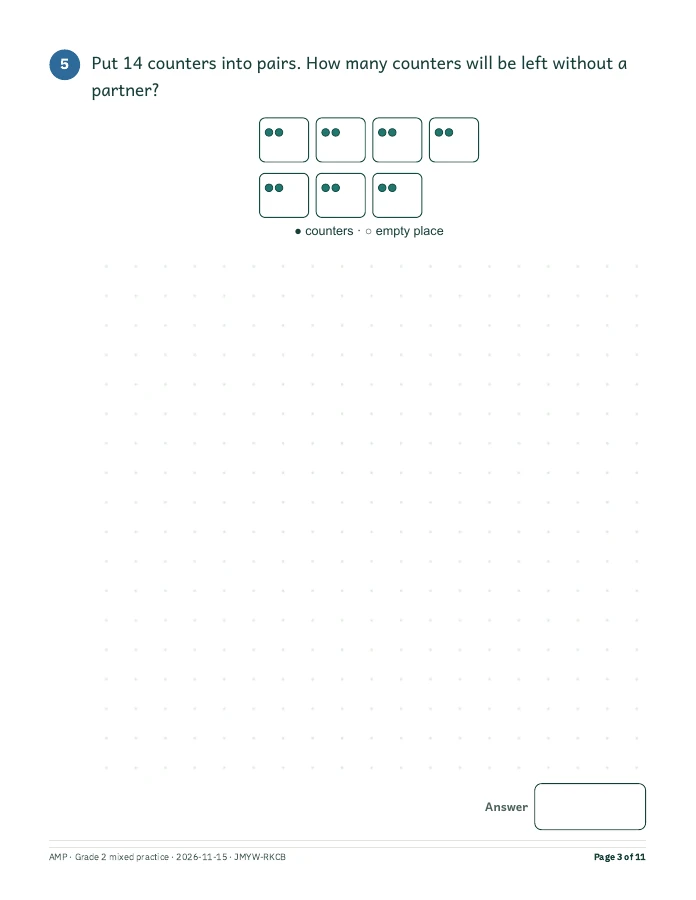 5
Put 14 counters into pairs. How many counters will be left without a
partner?
● counters · ○ empty place
Answer
AMP · Grade 2 mixed practice · 2026-11-15 · JMYW-RKCB
Page 3 of 11